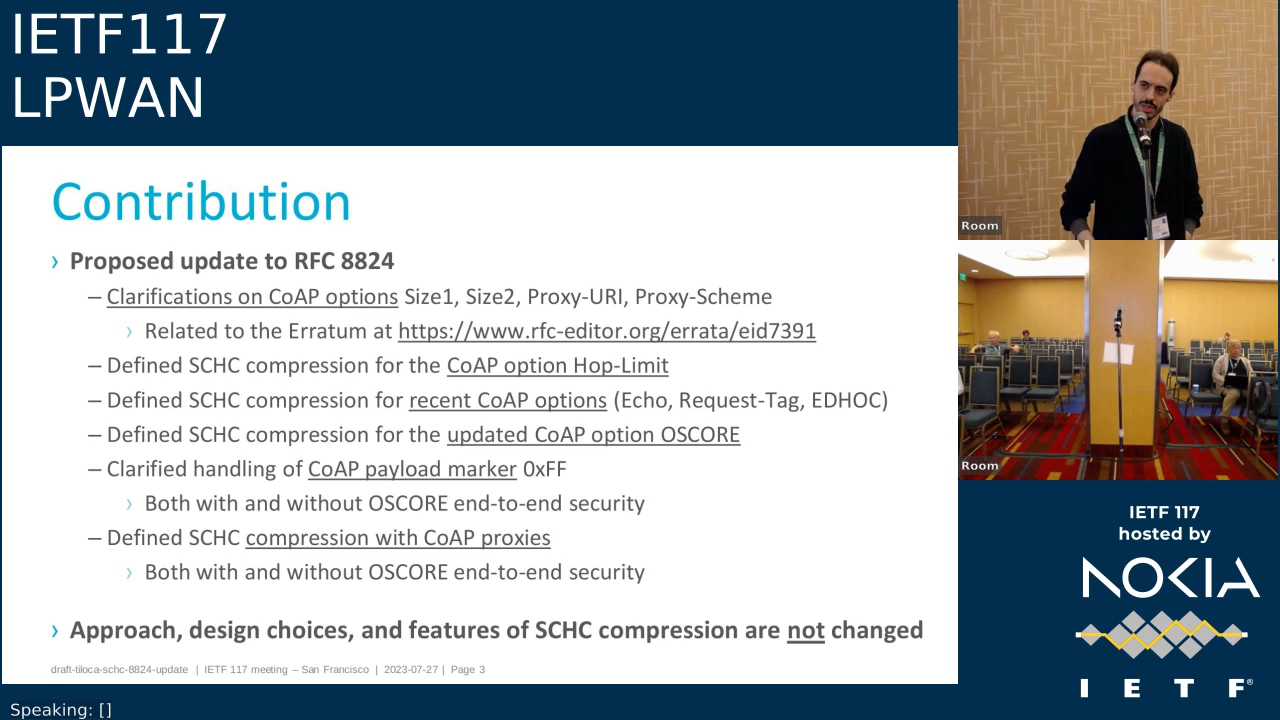 IETF117
LPWAN
Contribution
› Proposed update to RFC 8824
– Clarifications on CoAP options Size1, Size2, Proxy-URI, Proxy-Scheme
› Related to the Erratum at https://www.rfc-editor.org/errata/eid7391
– Defined SCHC compression for the CoAP option Hop-Limit
– Defined SCHC compression for recent CoAP options (Echo, Request-Tag, EDHOC)
– Defined SCHC compression for the updated CoAP option OSCORE
– Clarified handling of CoAP payload marker 0xFF
› Both with and without OSCORE end-to-end security
– Defined SCHC compression with CoAP proxies
› Both with and without OSCORE end-to-end security
› Approach, design choices, and features of SCHC compression are not changed
draft-tiloca-schc-8824-update | IETF 117 meeting – San Francisco | 2023-07-27 | Page 3
Speaking: []
Room
Room
IETF 117
hosted by
NOKIA
I E T F®